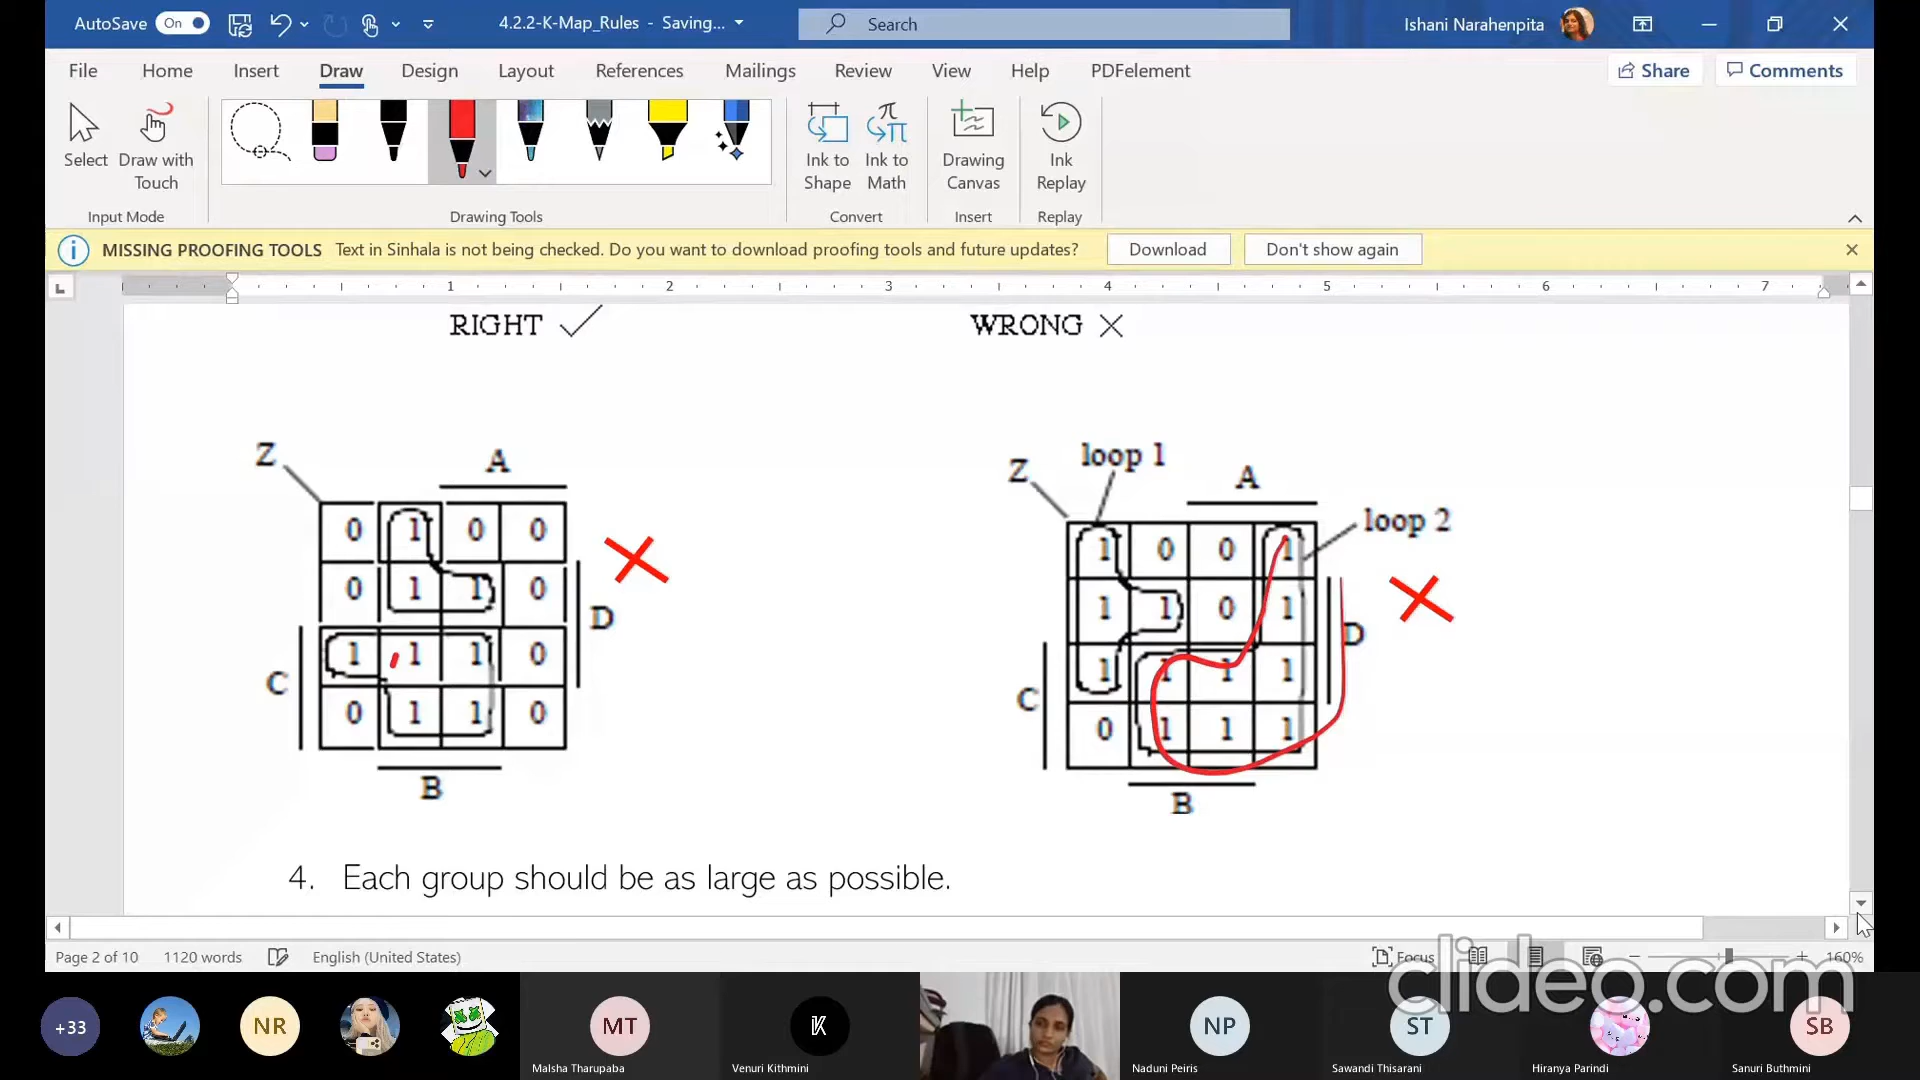 AutoSave On 4.2.2-K-Map_Rules - Saving... Search Ishani Narahenpita
File Home Insert Draw Design Layout References Mailings Review View Help PDFelement Share Comments
Select Draw with Touch Ink to Shape Ink to Math Drawing Canvas Ink Replay
Input Mode Drawing Tools Convert Insert Replay
MISSING PROOFING TOOLS Text in Sinhala is not being checked. Do you want to download proofing tools and future updates? Download Don't show again
1 2 3 4 5 6 7
RIGHT WRONG
Z A
0 1 0 0
0 1 1 0
D
1 1 1 0
C
0 1 1 0
B
Z loop 1 A
loop 2
1 0 0 1
1 1 0 1
D
1 1 1 1
C
0 1 1 1
B
4. Each group should be as large as possible.
Page 2 of 10 1120 words English (United States) Focus 160%
clideo.com
+33 NR MT K NP ST SB
Malsha Tharupaba Venuri Kithmini Naduni Peiris Sawandi Thisarani Hiranya Parindi Sanuri Buthmini